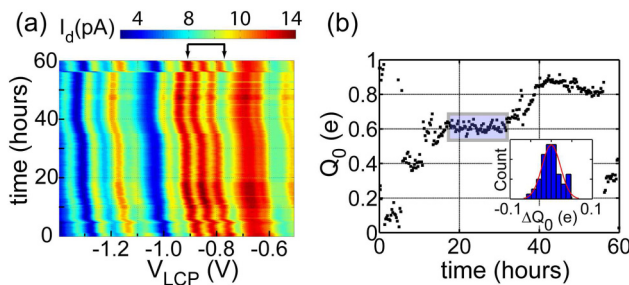 (a) I_d(pA) 4 8 10 14
time (hours)
60
40
20
0
-1.2 -1.0 -0.8 -0.6
V_LCP (V)
(b)
Q_0 (e)
1
0.8
0.6
0.4
0.2
0
0 20 40 60
time (hours)
Count
-0.1 0.1
ΔQ_0 (e)